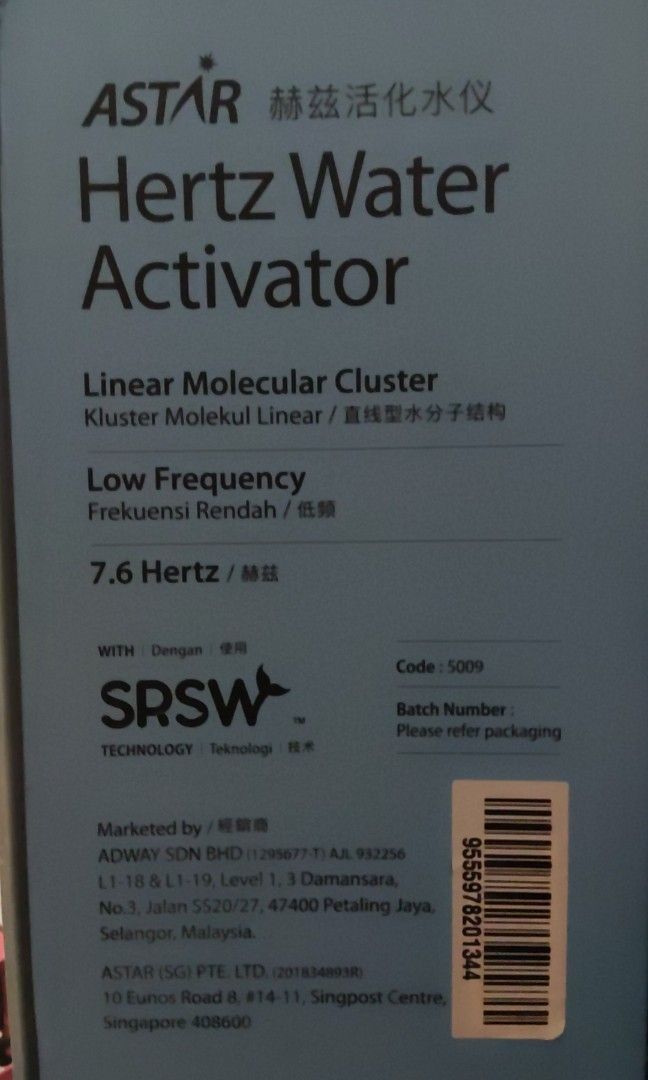 ASTAR 赫兹活化水仪
Hertz Water
Activator
Linear Molecular Cluster
Kluster Molekul Linear / 直线型水分子结构
Low Frequency
Frekuensi Rendah / 低频
7.6 Hertz / 赫兹
WITH | Dengan | 使用
SRSW™
TECHNOLOGY | Teknologi | 技术
Code : 5009
Batch Number :
Please refer packaging
Marketed by / 經銷商
ADWAY SDN BHD (1295677-T) AJL 932256
L1-18 & L1-19, Level 1, 3 Damansara,
No.3, Jalan SS20/27, 47400 Petaling Jaya,
Selangor, Malaysia.
ASTAR (SG) PTE. LTD. (201834893R)
10 Eunos Road 8, #14-11, Singpost Centre,
Singapore 408600
9555978201344